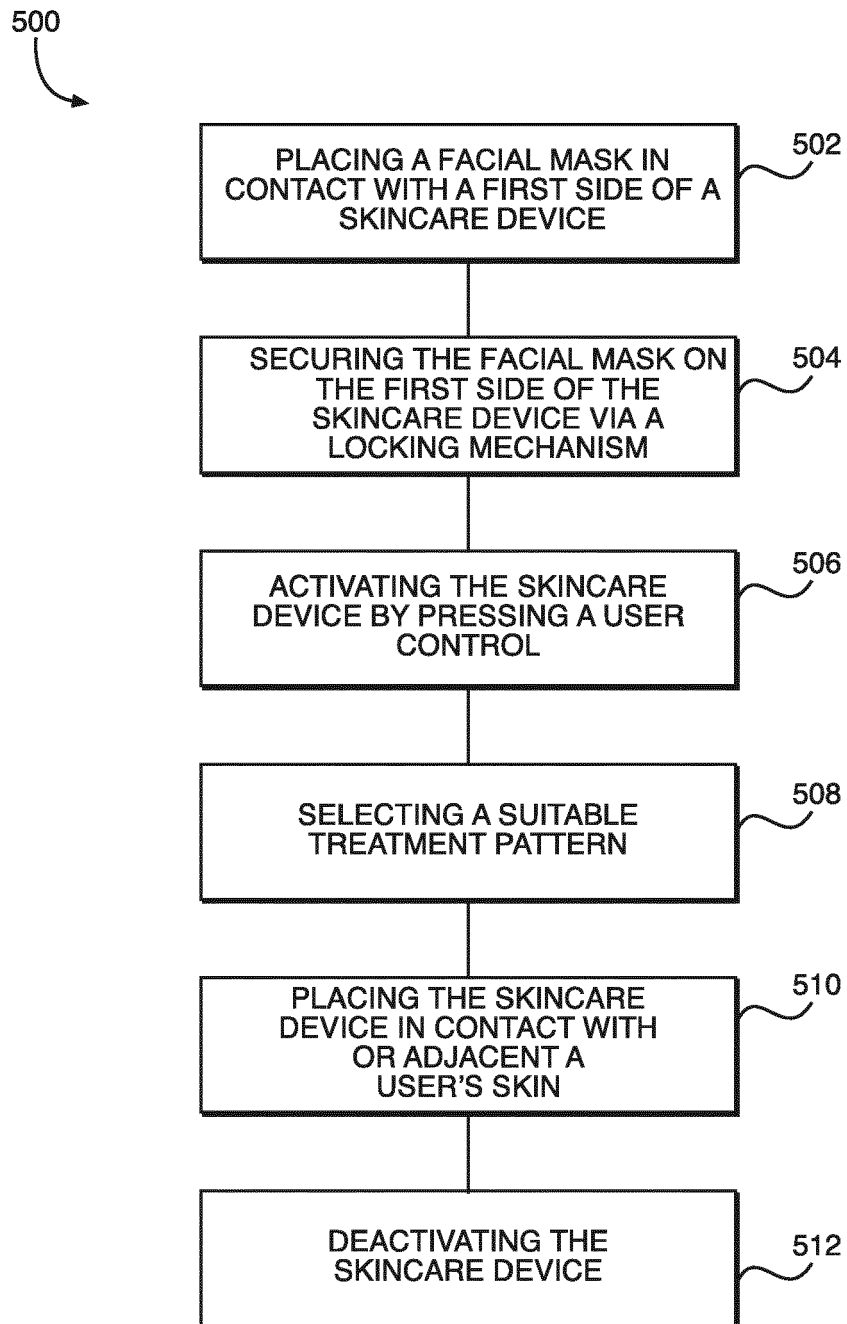 500
PLACING A FACIAL MASK IN
CONTACT WITH A FIRST SIDE OF A
SKINCARE DEVICE
502
SECURING THE FACIAL MASK ON
THE FIRST SIDE OF THE
SKINCARE DEVICE VIA A
LOCKING MECHANISM
504
ACTIVATING THE SKINCARE
DEVICE BY PRESSING A USER
CONTROL
506
SELECTING A SUITABLE
TREATMENT PATTERN
508
PLACING THE SKINCARE
DEVICE IN CONTACT WITH
OR ADJACENT A
USER'S SKIN
510
DEACTIVATING THE
SKINCARE DEVICE
512